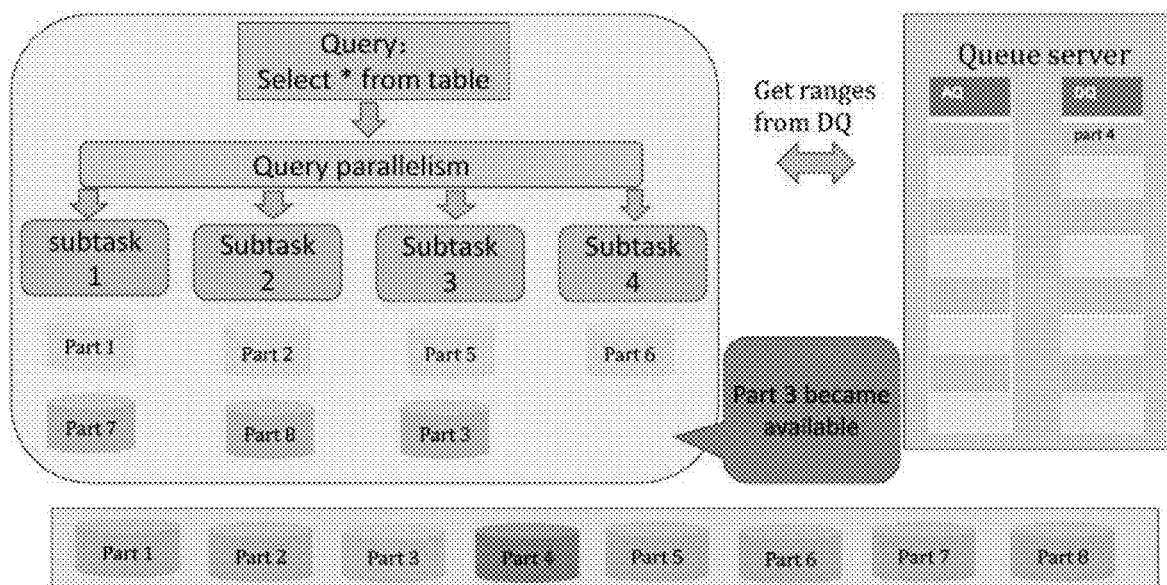 Query:
Select * from table
Query parallelism
subtask
1
Subtask
2
Subtask
3
Subtask
4
Part 1
Part 2
Part 5
Part 6
Part 7
Part 8
Part 3
Get ranges
from DQ
Part 3 became
available
Queue server
AQ
DQ
part 4
Part 1
Part 2
Part 3
Part 4
Part 5
Part 6
Part 7
Part 8